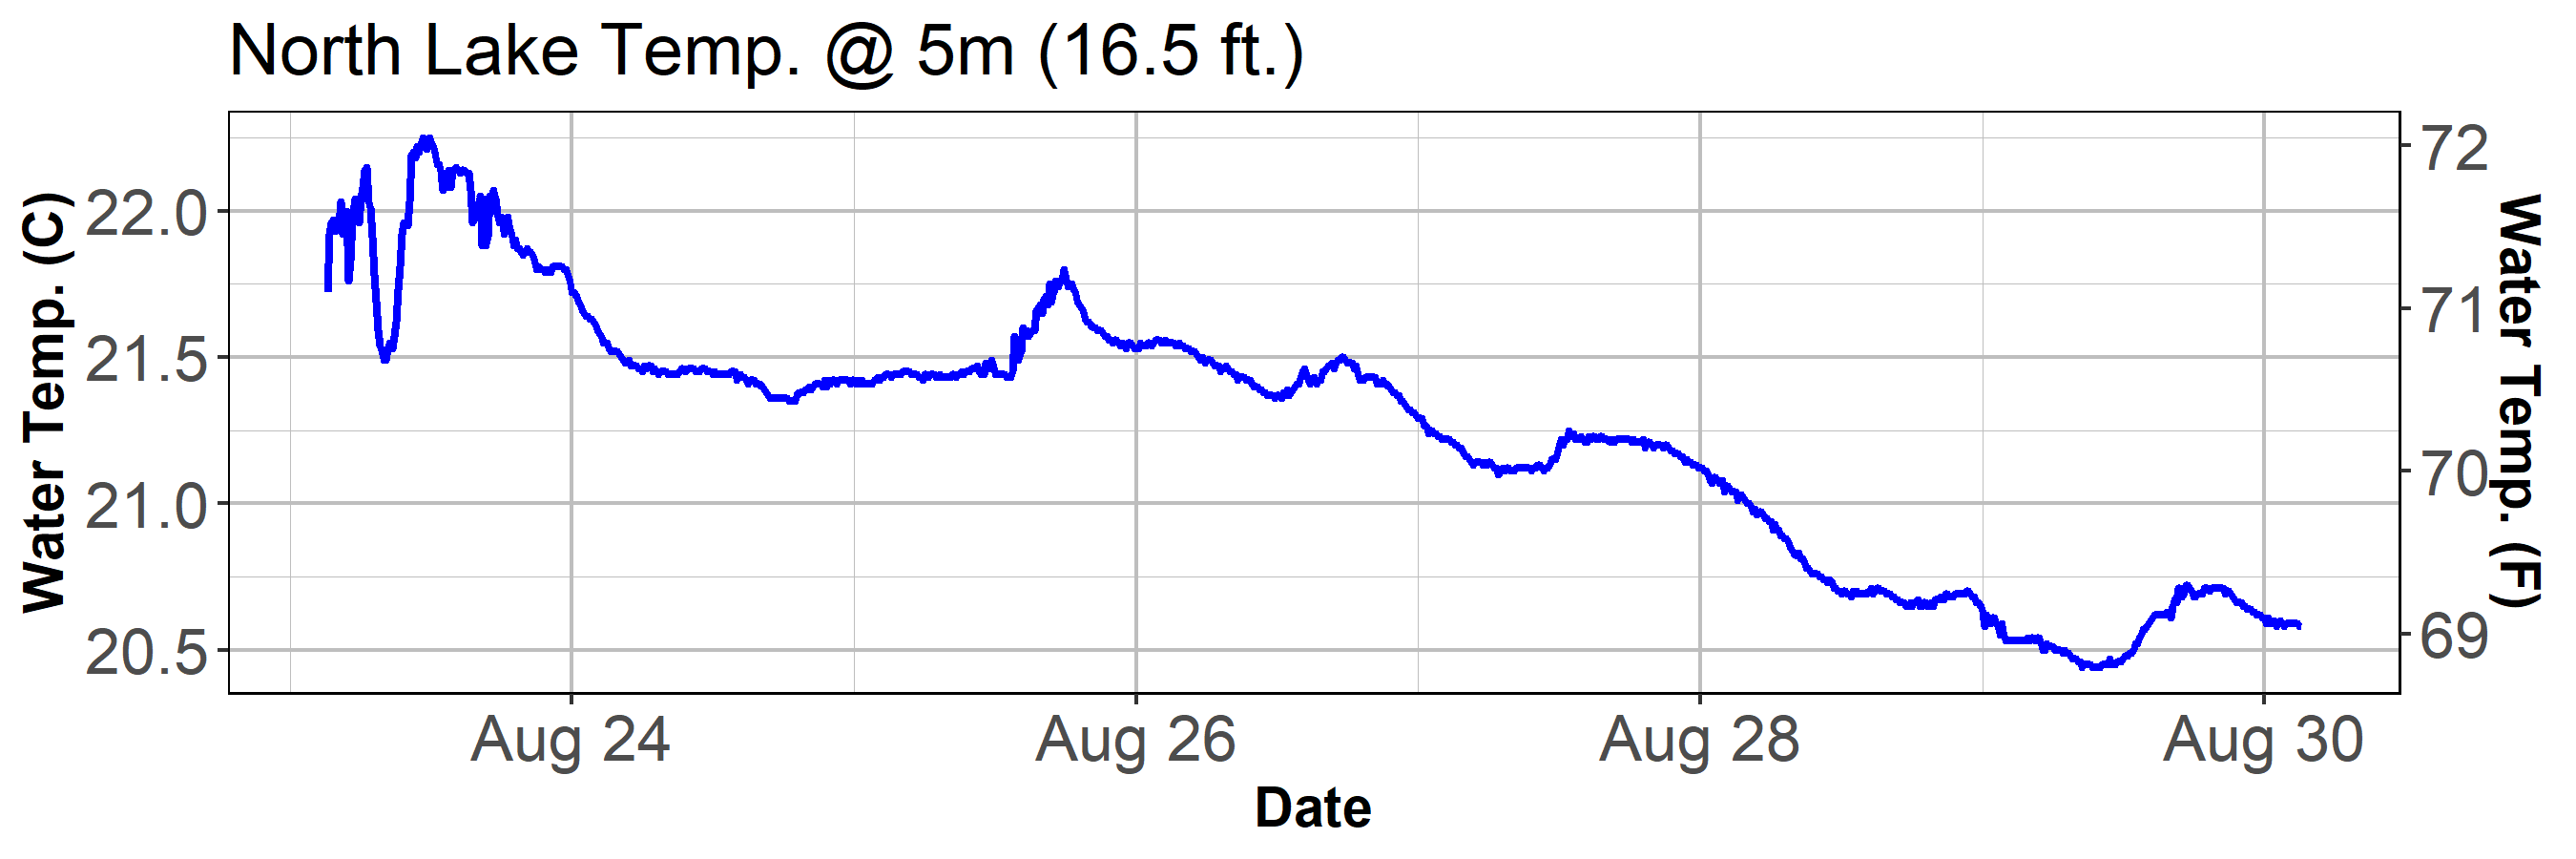 North Lake Temp. @ 5m (16.5 ft.)
Water Temp. (C)
22.0
21.5
21.0
20.5
72
71
70
69
Water Temp. (F)
Aug 24
Aug 26
Aug 28
Aug 30
Date